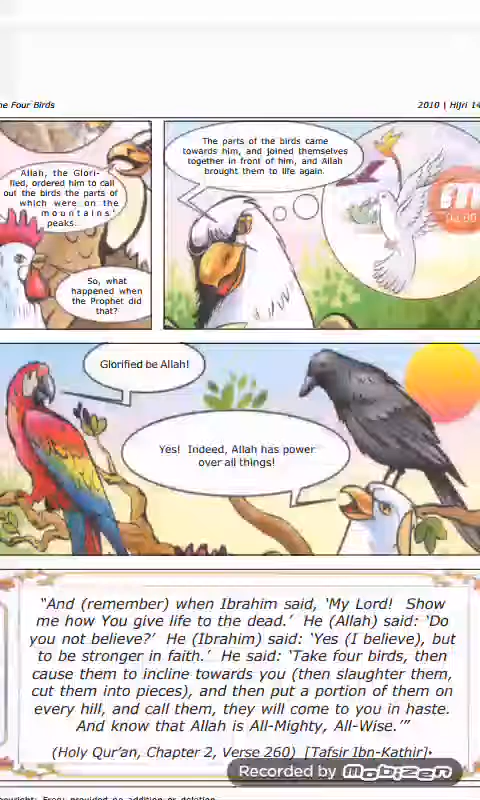 he Four Birds
2010 | Hijri 14
Allah, the Glori-
fied, ordered him to call
out the birds the parts of
which were on the
mountains'
peaks.
So, what
happened when
the Prophet did
that?
The parts of the birds came
towards him, and joined themselves
together in front of him, and Allah
brought them to life again.
Glorified be Allah!
Yes! Indeed, Allah has power
over all things!
“And (remember) when Ibrahim said, ‘My Lord! Show
me how You give life to the dead.’ He (Allah) said: ‘Do
you not believe?’ He (Ibrahim) said: ‘Yes (I believe), but
to be stronger in faith.’ He said: ‘Take four birds, then
cause them to incline towards you (then slaughter them,
cut them into pieces), and then put a portion of them on
every hill, and call them, they will come to you in haste.
And know that Allah is All-Mighty, All-Wise.’”
(Holy Qur’an, Chapter 2, Verse 260) [Tafsir Ibn-Kathir]
Recorded by mobizen
opyright: Free; provided no addition or deletion